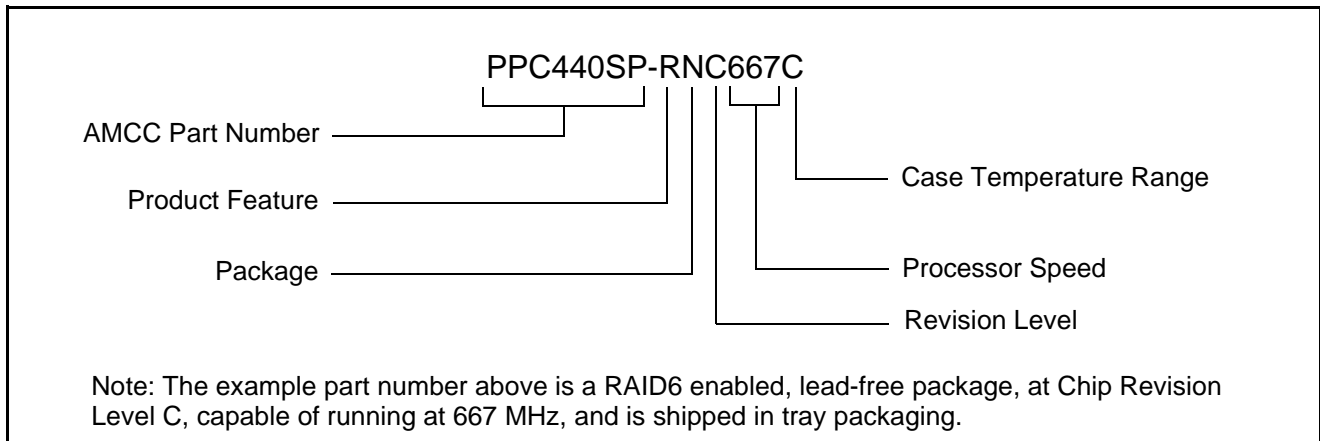 PPC440SP-RNC667C
AMCC Part Number
Case Temperature Range
Product Feature
Package
Processor Speed
Revision Level
Note: The example part number above is a RAID6 enabled, lead-free package, at Chip Revision
Level C, capable of running at 667 MHz, and is shipped in tray packaging.